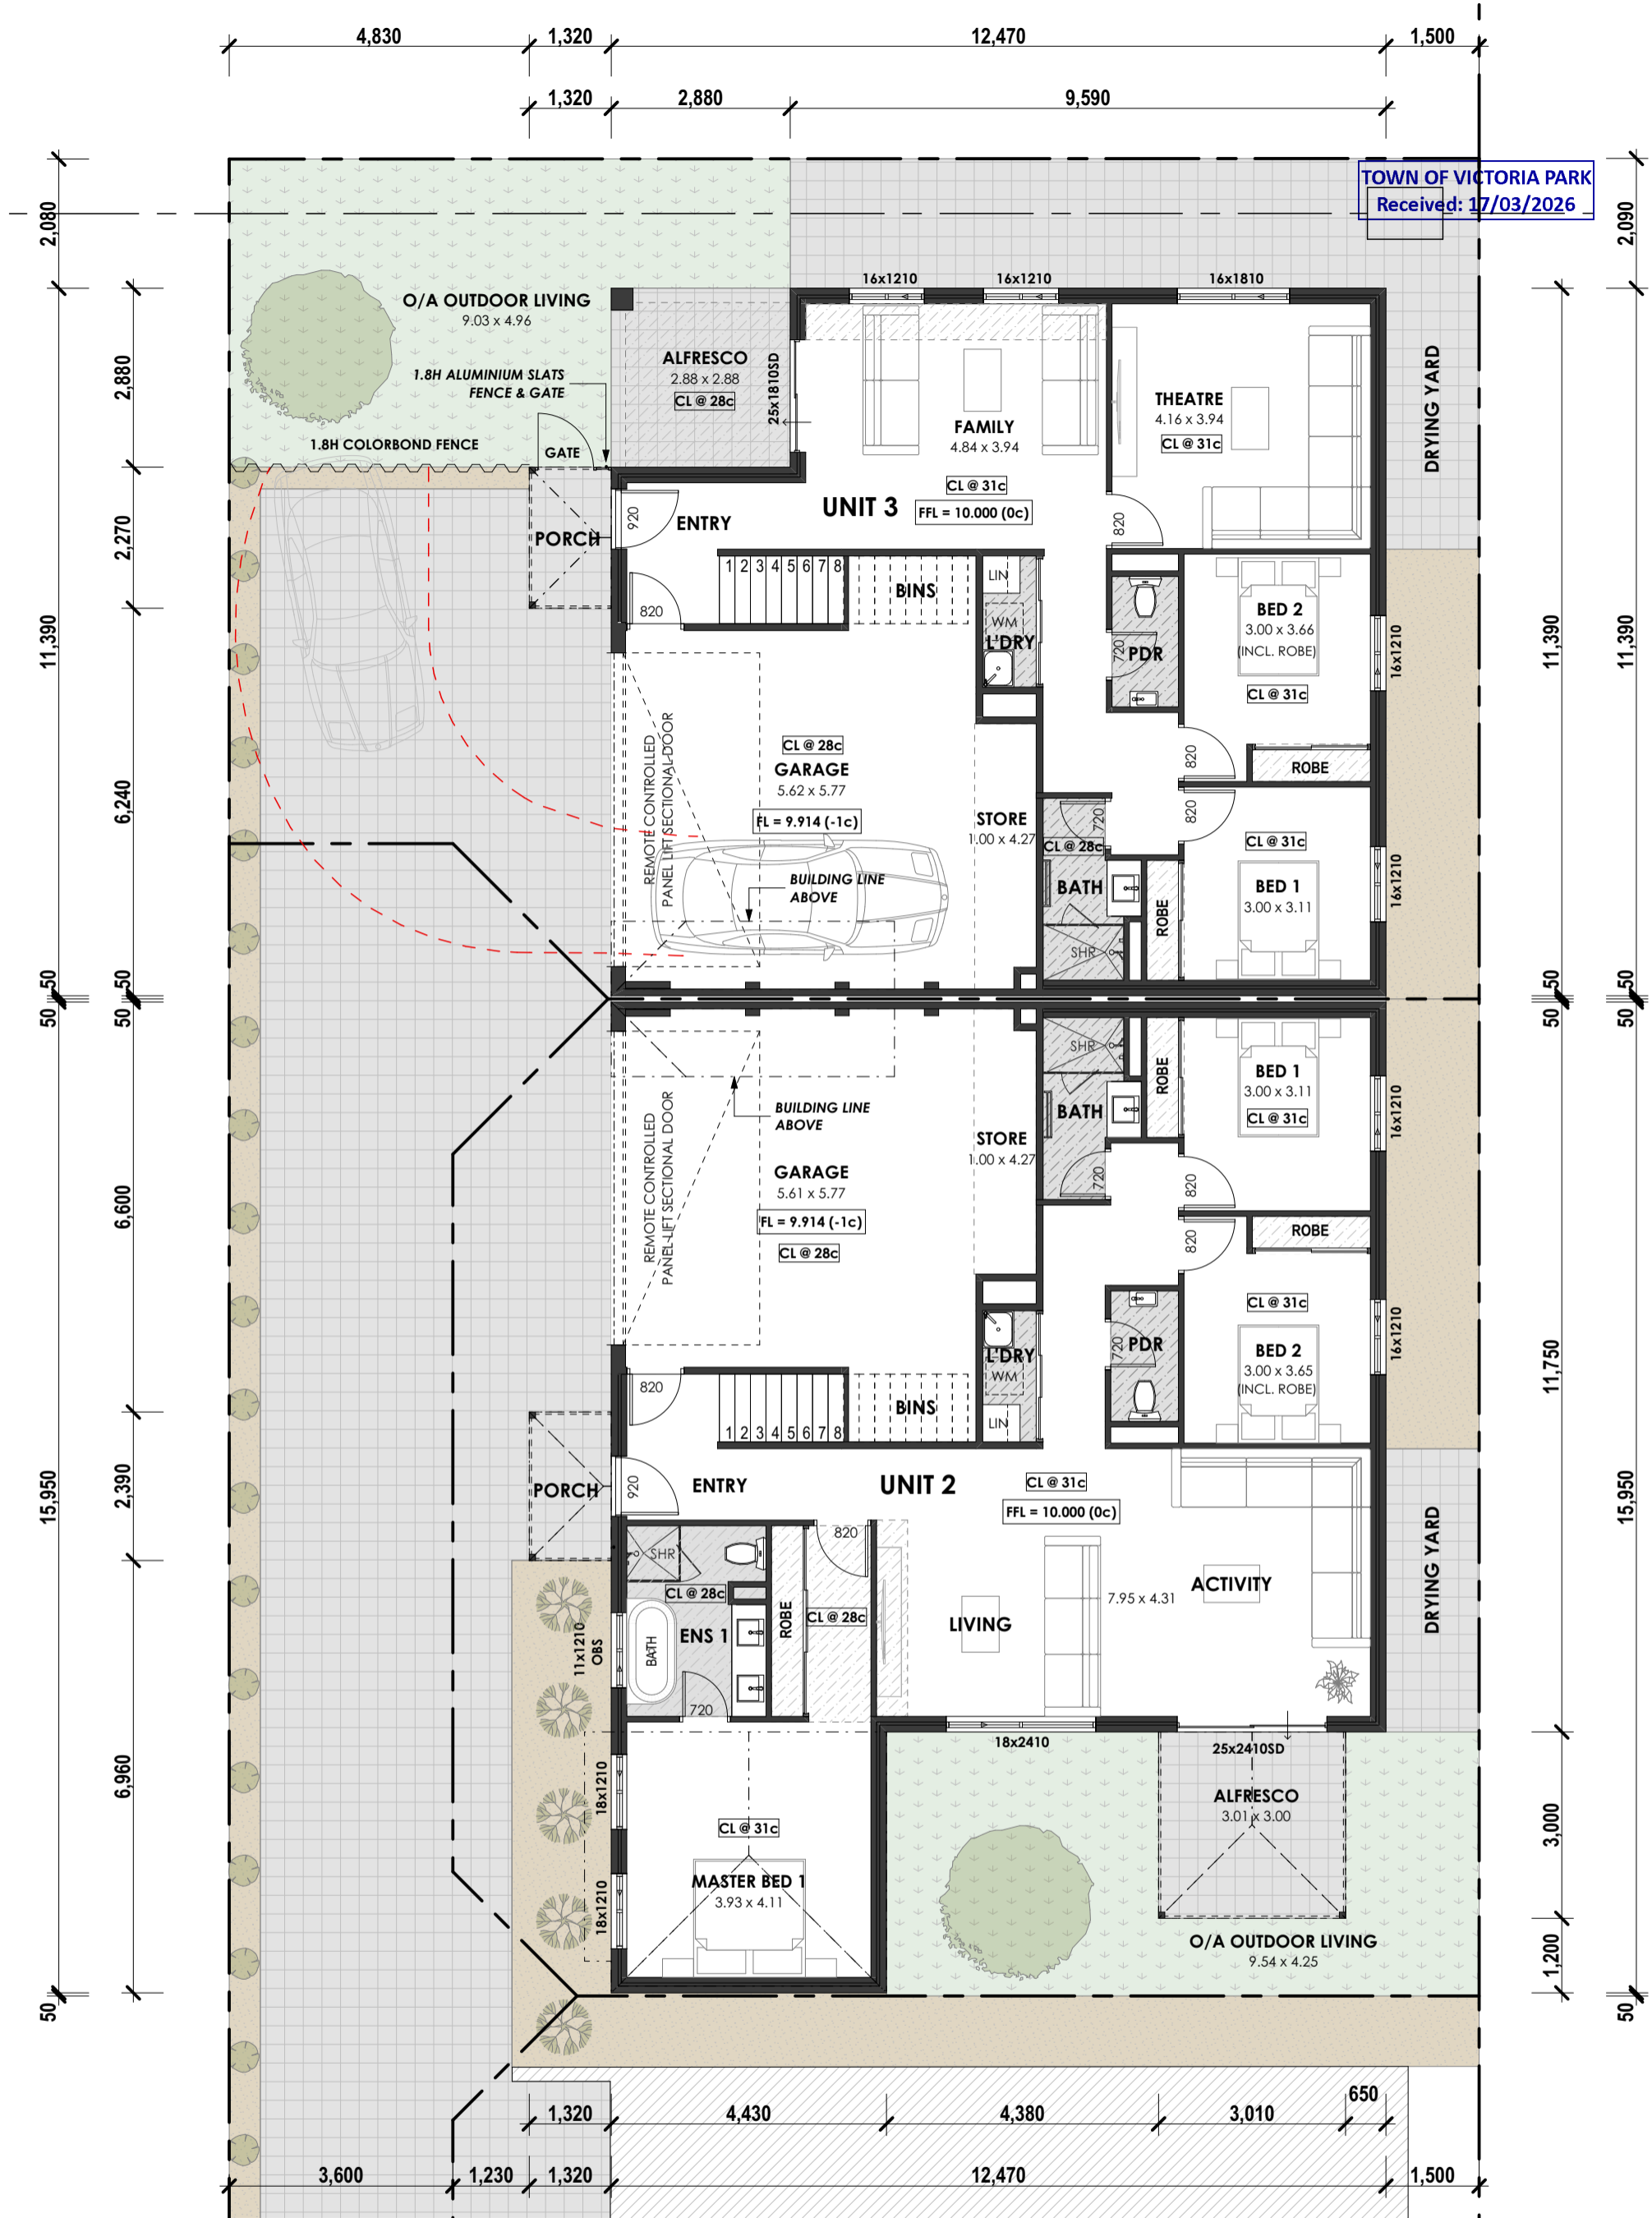 4,830
1,320
12,470
1,500
1,320
2,880
9,590
TOWN OF VICTORIA PARK
Received: 17/03/2026
2,080
2,090
16x1210
16x1210
16x1810
O/A OUTDOOR LIVING
9.03 x 4.96
ALFRESCO
2.88 x 2.88
CL @ 28c
25x1810SD
1.8H ALUMINIUM SLATS
FENCE & GATE
1.8H COLORBOND FENCE
GATE
FAMILY
4.84 x 3.94
CL @ 31c
THEATRE
4.16 x 3.94
CL @ 31c
DRYING YARD
2,880
UNIT 3
FFL = 10.000 (0c)
PORCH
920
ENTRY
820
2,270
1 2 3 4 5 6 7 8
BINS
LIN
WM
L'DRY
820
720
PDR
BED 2
3.00 x 3.66
(INCL. ROBE)
CL @ 31c
16x1210
11,390
11,390
11,390
6,240
REMOTE CONTROLLED
PANEL LIFT SECTIONAL DOOR
CL @ 28c
GARAGE
5.62 x 5.77
FL = 9.914 (-1c)
STORE
1.00 x 4.27
820
ROBE
820
720
CL @ 28c
BATH
SHR
ROBE
CL @ 31c
BED 1
3.00 x 3.11
16x1210
BUILDING LINE
ABOVE
50
50
50
50
50
50
50
50
SHR
BATH
720
ROBE
BED 1
3.00 x 3.11
CL @ 31c
16x1210
BUILDING LINE
ABOVE
REMOTE CONTROLLED
PANEL LIFT SECTIONAL DOOR
GARAGE
5.61 x 5.77
FL = 9.914 (-1c)
CL @ 28c
STORE
1.00 x 4.27
6,600
820
820
ROBE
CL @ 31c
BED 2
3.00 x 3.65
(INCL. ROBE)
16x1210
L'DRY
WM
LIN
720
PDR
11,750
820
1 2 3 4 5 6 7 8
BINS
15,950
2,390
15,950
PORCH
920
ENTRY
UNIT 2
CL @ 31c
FFL = 10.000 (0c)
SHR
CL @ 28c
ENS 1
BATH
720
11x1210
OBS
ROBE
820
CL @ 28c
LIVING
7.95 x 4.31
ACTIVITY
DRYING YARD
18x2410
25x2410SD
6,960
18x1210
18x1210
CL @ 31c
MASTER BED 1
3.93 x 4.11
ALFRESCO
3.01 x 3.00
O/A OUTDOOR LIVING
9.54 x 4.25
3,000
1,200
50
50
1,320
4,430
4,380
3,010
650
3,600
1,230
1,320
12,470
1,500